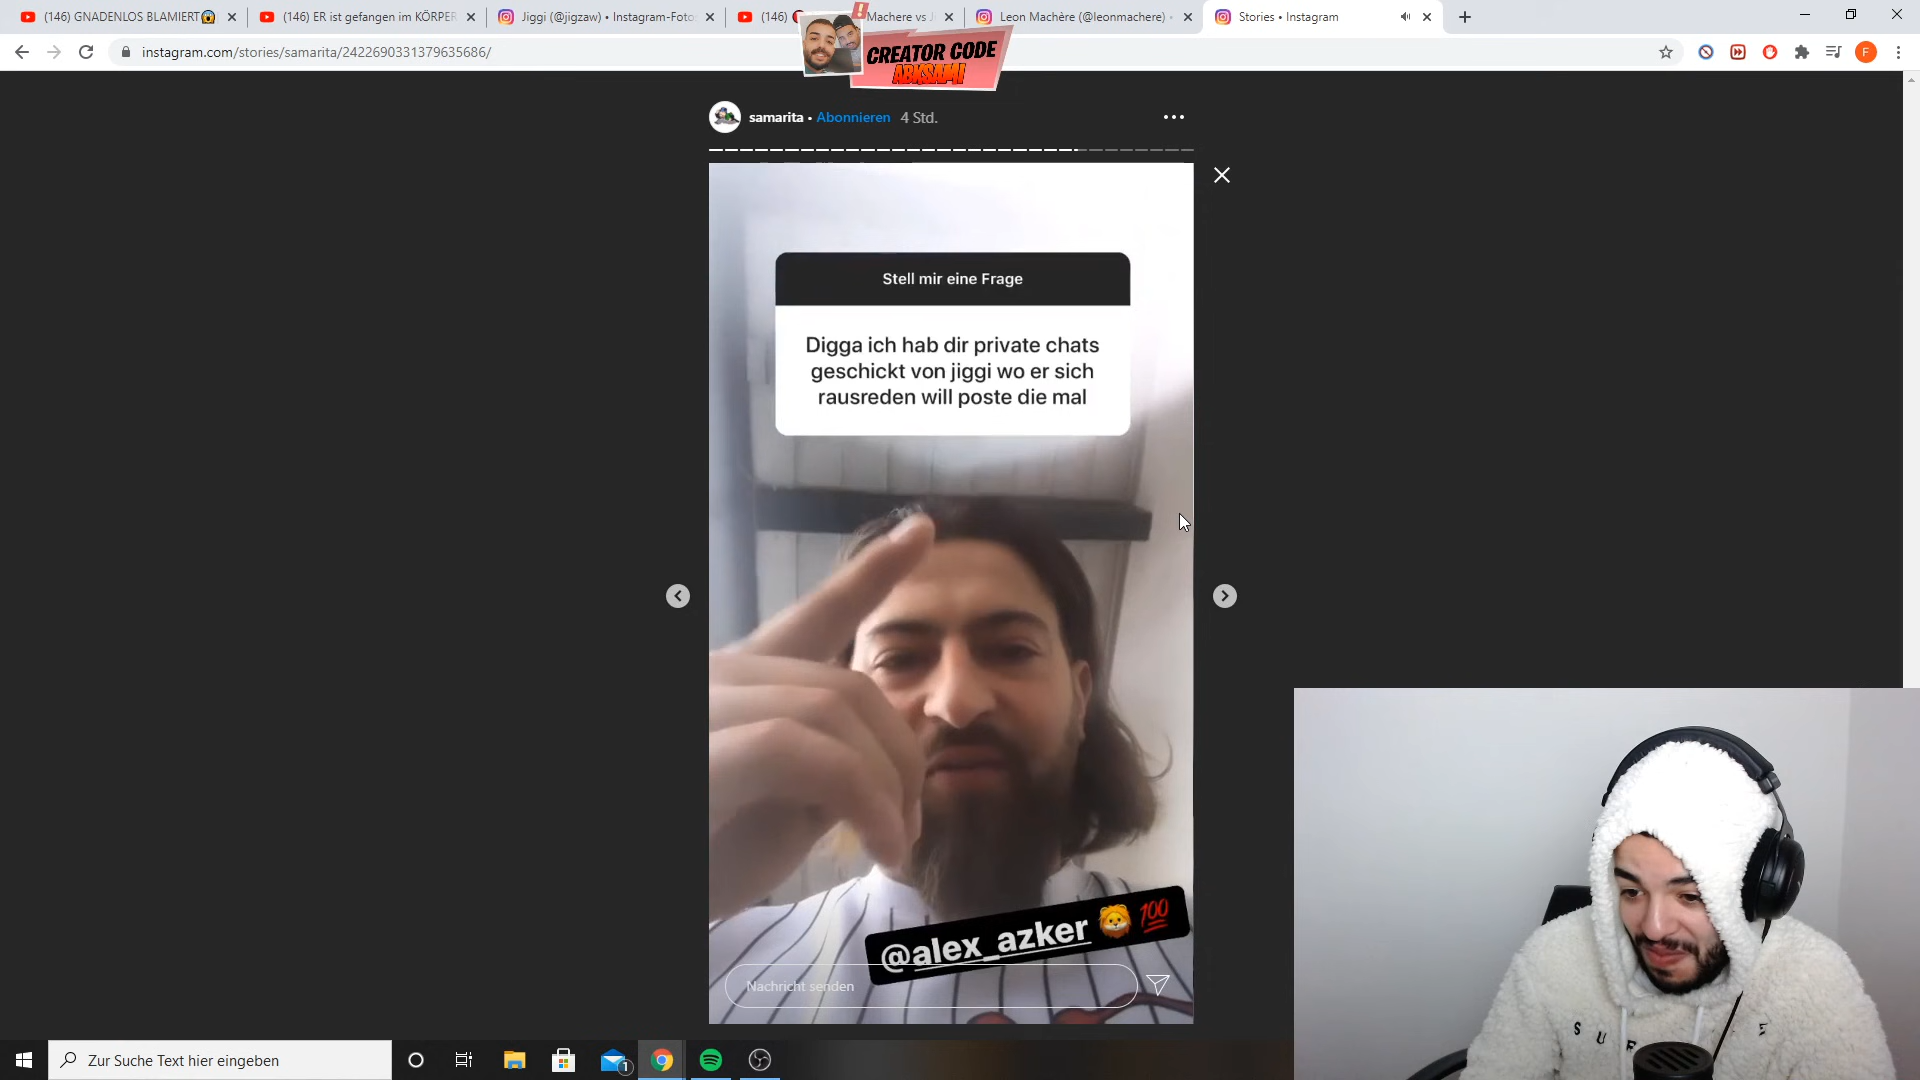 (146) GNADENLOS BLAMIERT😱
(146) ER ist gefangen im KÖRPER
Jiggi (@jigzaw) • Instagram-Fotos
(146)
Machere vs J
Leon Machère (@leonmachere) •
Stories • Instagram
instagram.com/stories/samarita/2422690331379635686/
F
CREATOR CODE
ABKSAMI
samarita • Abonnieren 4 Std.
Stell mir eine Frage
Digga ich hab dir private chats
geschickt von jiggi wo er sich
rausreden will poste die mal
@alex_azker 🦁 💯
Nachricht senden
Zur Suche Text hier eingeben
1